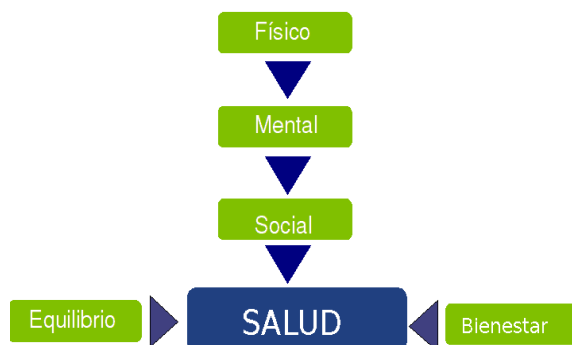 Físico
Mental
Social
Equilibrio
SALUD
Bienestar